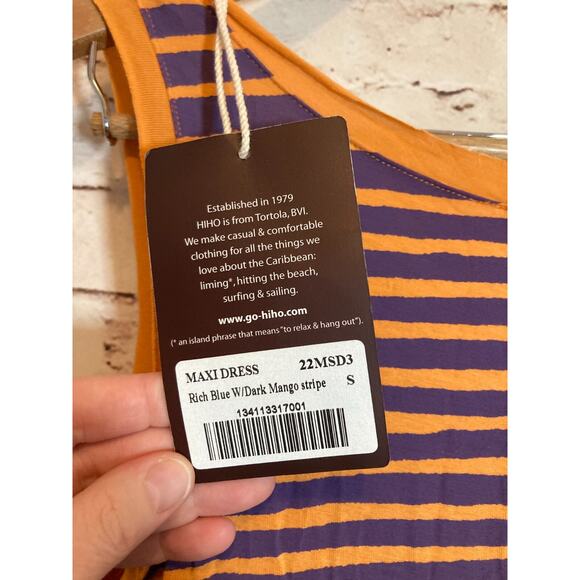 Established in 1979
HIHO is from Tortola, BVI.
We make casual & comfortable
clothing for all the things we
love about the Caribbean:
liming*, hitting the beach,
surfing & sailing.
www.go-hiho.com
(* an island phrase that means "to relax & hang out").
MAXI DRESS 22MSD3
Rich Blue W/Dark Mango stripe S
134113317001